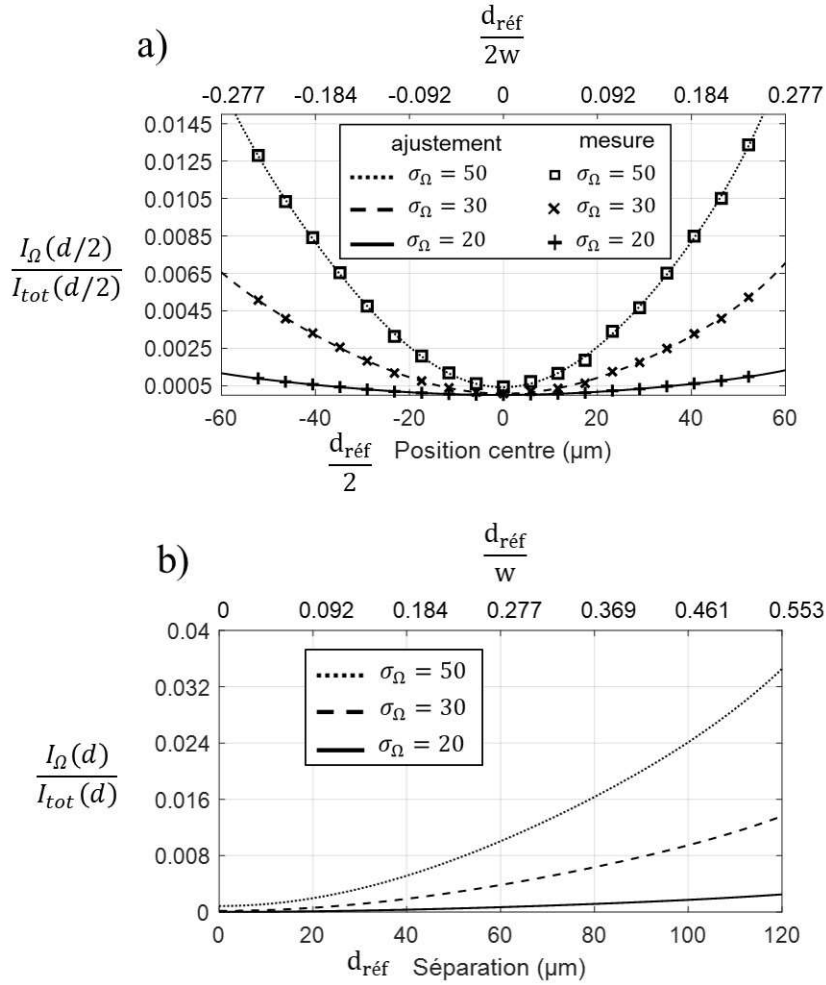 a)
d_réf
2w
-0.277 -0.184 -0.092 0 0.092 0.184 0.277
0.0145
0.0125
0.0105
0.0085
0.0065
0.0045
0.0025
0.0005
I_Ω(d/2)
I_tot(d/2)
ajustement mesure
σ_Ω = 50 σ_Ω = 50
σ_Ω = 30 σ_Ω = 30
σ_Ω = 20 σ_Ω = 20
-60 -40 -20 0 20 40 60
d_réf
2
Position centre (µm)
b)
d_réf
w
0 0.092 0.184 0.277 0.369 0.461 0.553
0.04
0.032
0.024
0.016
0.008
0
I_Ω(d)
I_tot(d)
σ_Ω = 50
σ_Ω = 30
σ_Ω = 20
0 20 40 60 80 100 120
d_réf Séparation (µm)